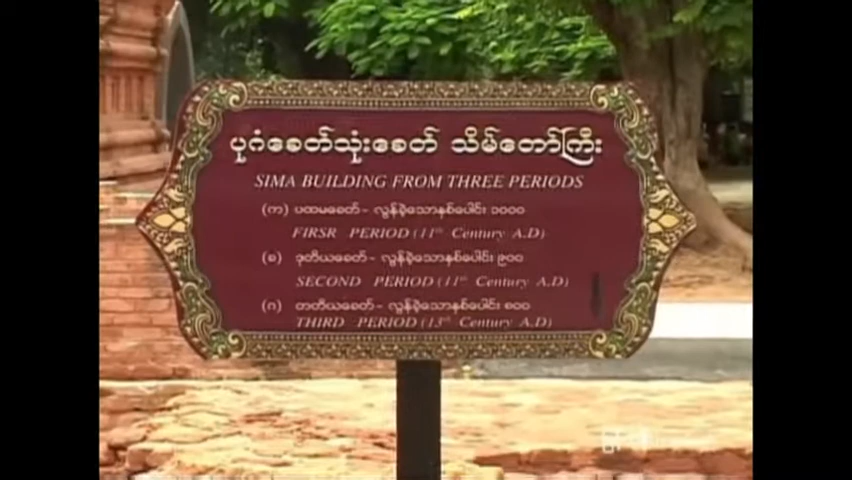 ပုဂံခေတ်သုံးခေတ် သိမ်တော်ကြီး
SIMA BUILDING FROM THREE PERIODS
(က) ပထမခေတ် - လွန်ခဲ့သောနှစ်ပေါင်း ၁၀၀၀
FIRSR PERIOD (11th Century A.D)
(ခ) ဒုတိယခေတ် - လွန်ခဲ့သောနှစ်ပေါင်း ၉၀၀
SECOND PERIOD (11th Century A.D)
(ဂ) တတိယခေတ် - လွန်ခဲ့သောနှစ်ပေါင်း ၈၀၀
THIRD PERIOD (13th Century A.D)